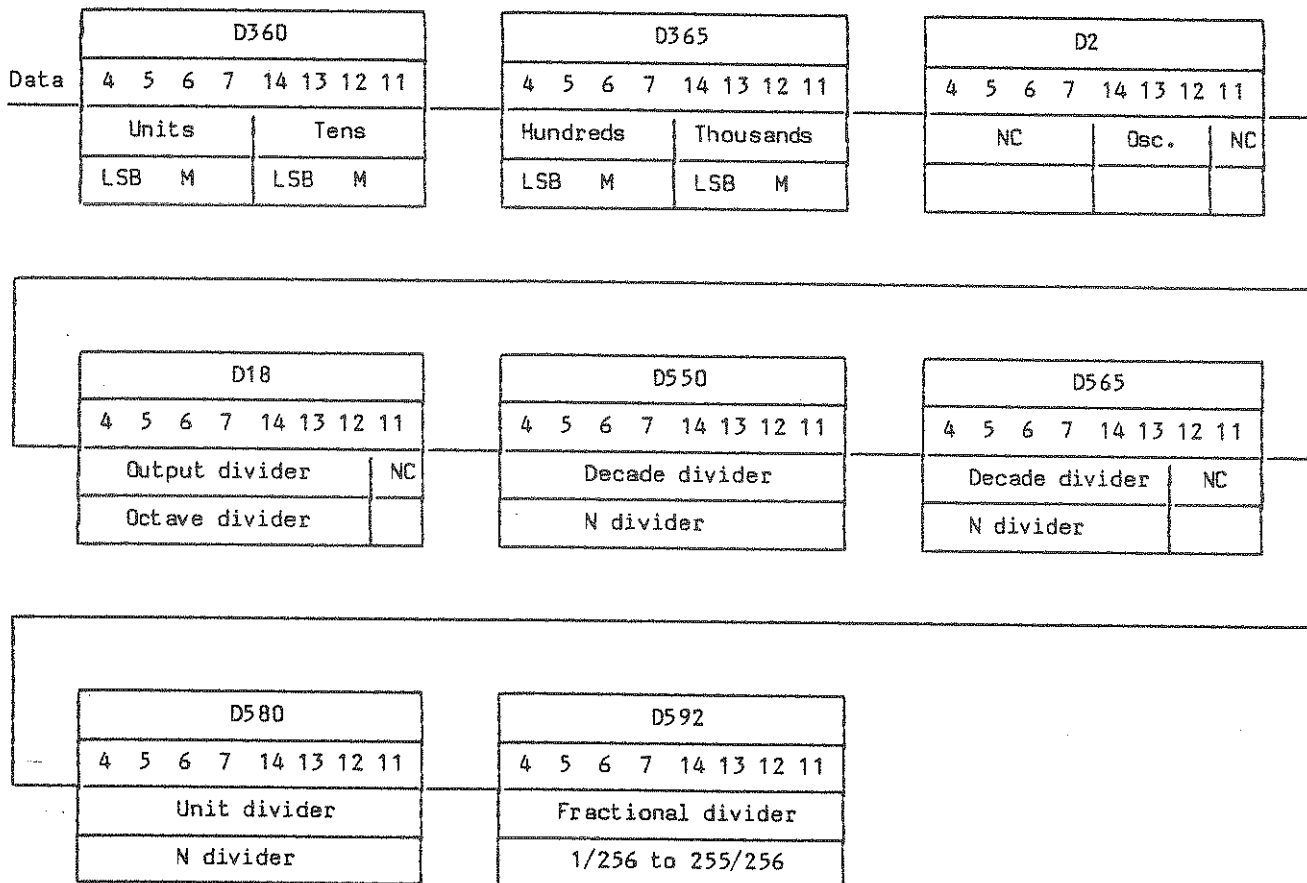 D360 D365 D2
Data 4 5 6 7 14 13 12 11 4 5 6 7 14 13 12 11 4 5 6 7 14 13 12 11
Units Tens Hundreds Thousands NC Osc. NC
LSB M LSB M LSB M LSB M
D18 D550 D565
4 5 6 7 14 13 12 11 4 5 6 7 14 13 12 11 4 5 6 7 14 13 12 11
Output divider NC Decade divider Decade divider NC
Octave divider N divider N divider
D580 D592
4 5 6 7 14 13 12 11 4 5 6 7 14 13 12 11
Unit divider Fractional divider
N divider 1/256 to 255/256